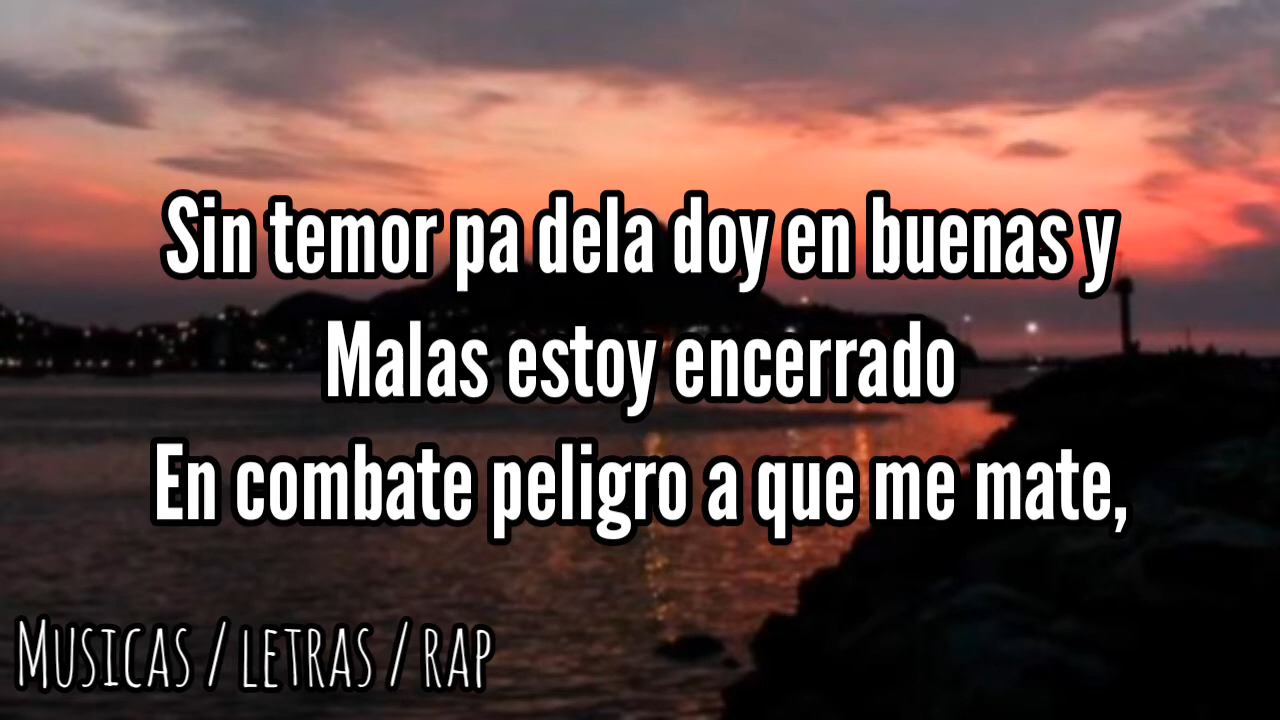 Sin temor pa dela doy en buenas y
Malas estoy encerrado
En combate peligro a que me mate,
Musicas / letras / rap